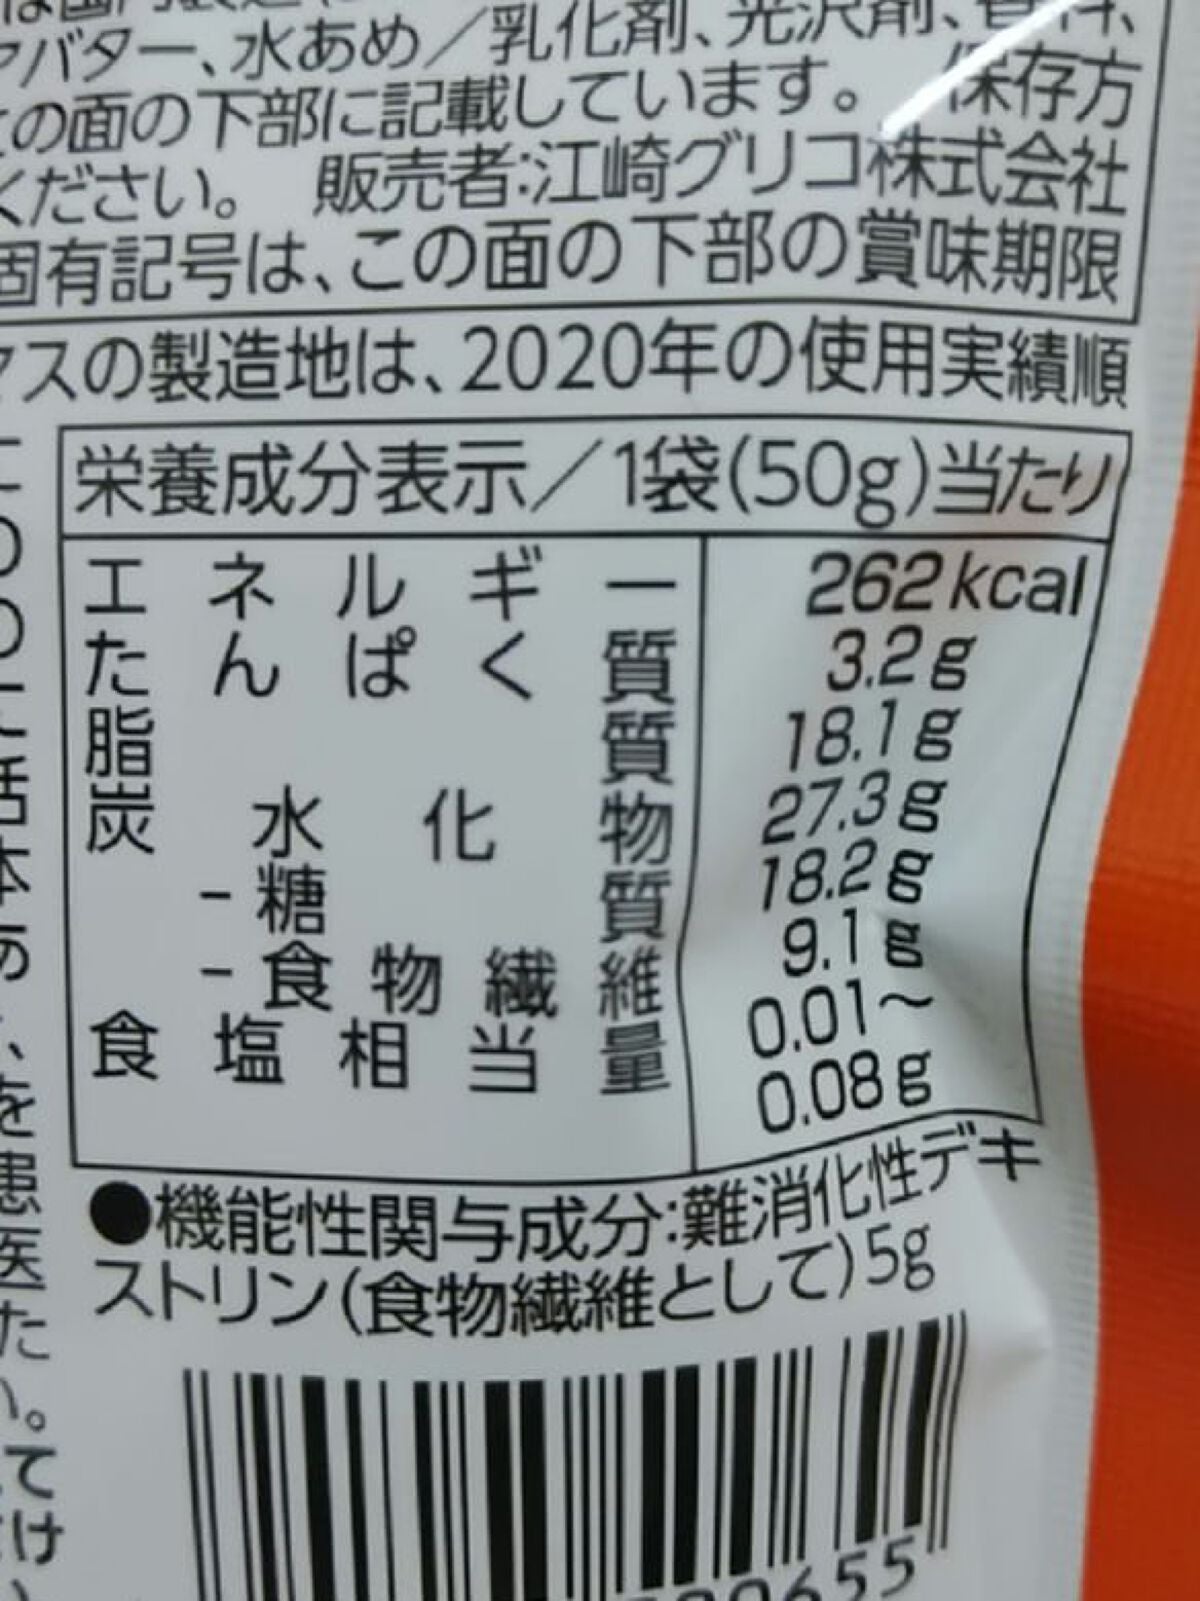 バター、水あめ／乳化剤、光沢剤、香料、
の面の下部に記載しています。 保存方
ください。 販売者:江崎グリコ株式会社
固有記号は、この面の下部の賞味期限
スの製造地は、2020年の使用実績順
栄養成分表示／1袋(50g)当たり
エネルギー 262kcal
たんぱく質 3.2g
脂質 18.1g
炭水化物 27.3g
-糖質 18.2g
-食物繊維 9.1g
食塩相当量 0.01～
0.08g
●機能性関与成分:難消化性デキ
ストリン(食物繊維として)5g
を
患
医
た
い。
て
け
655